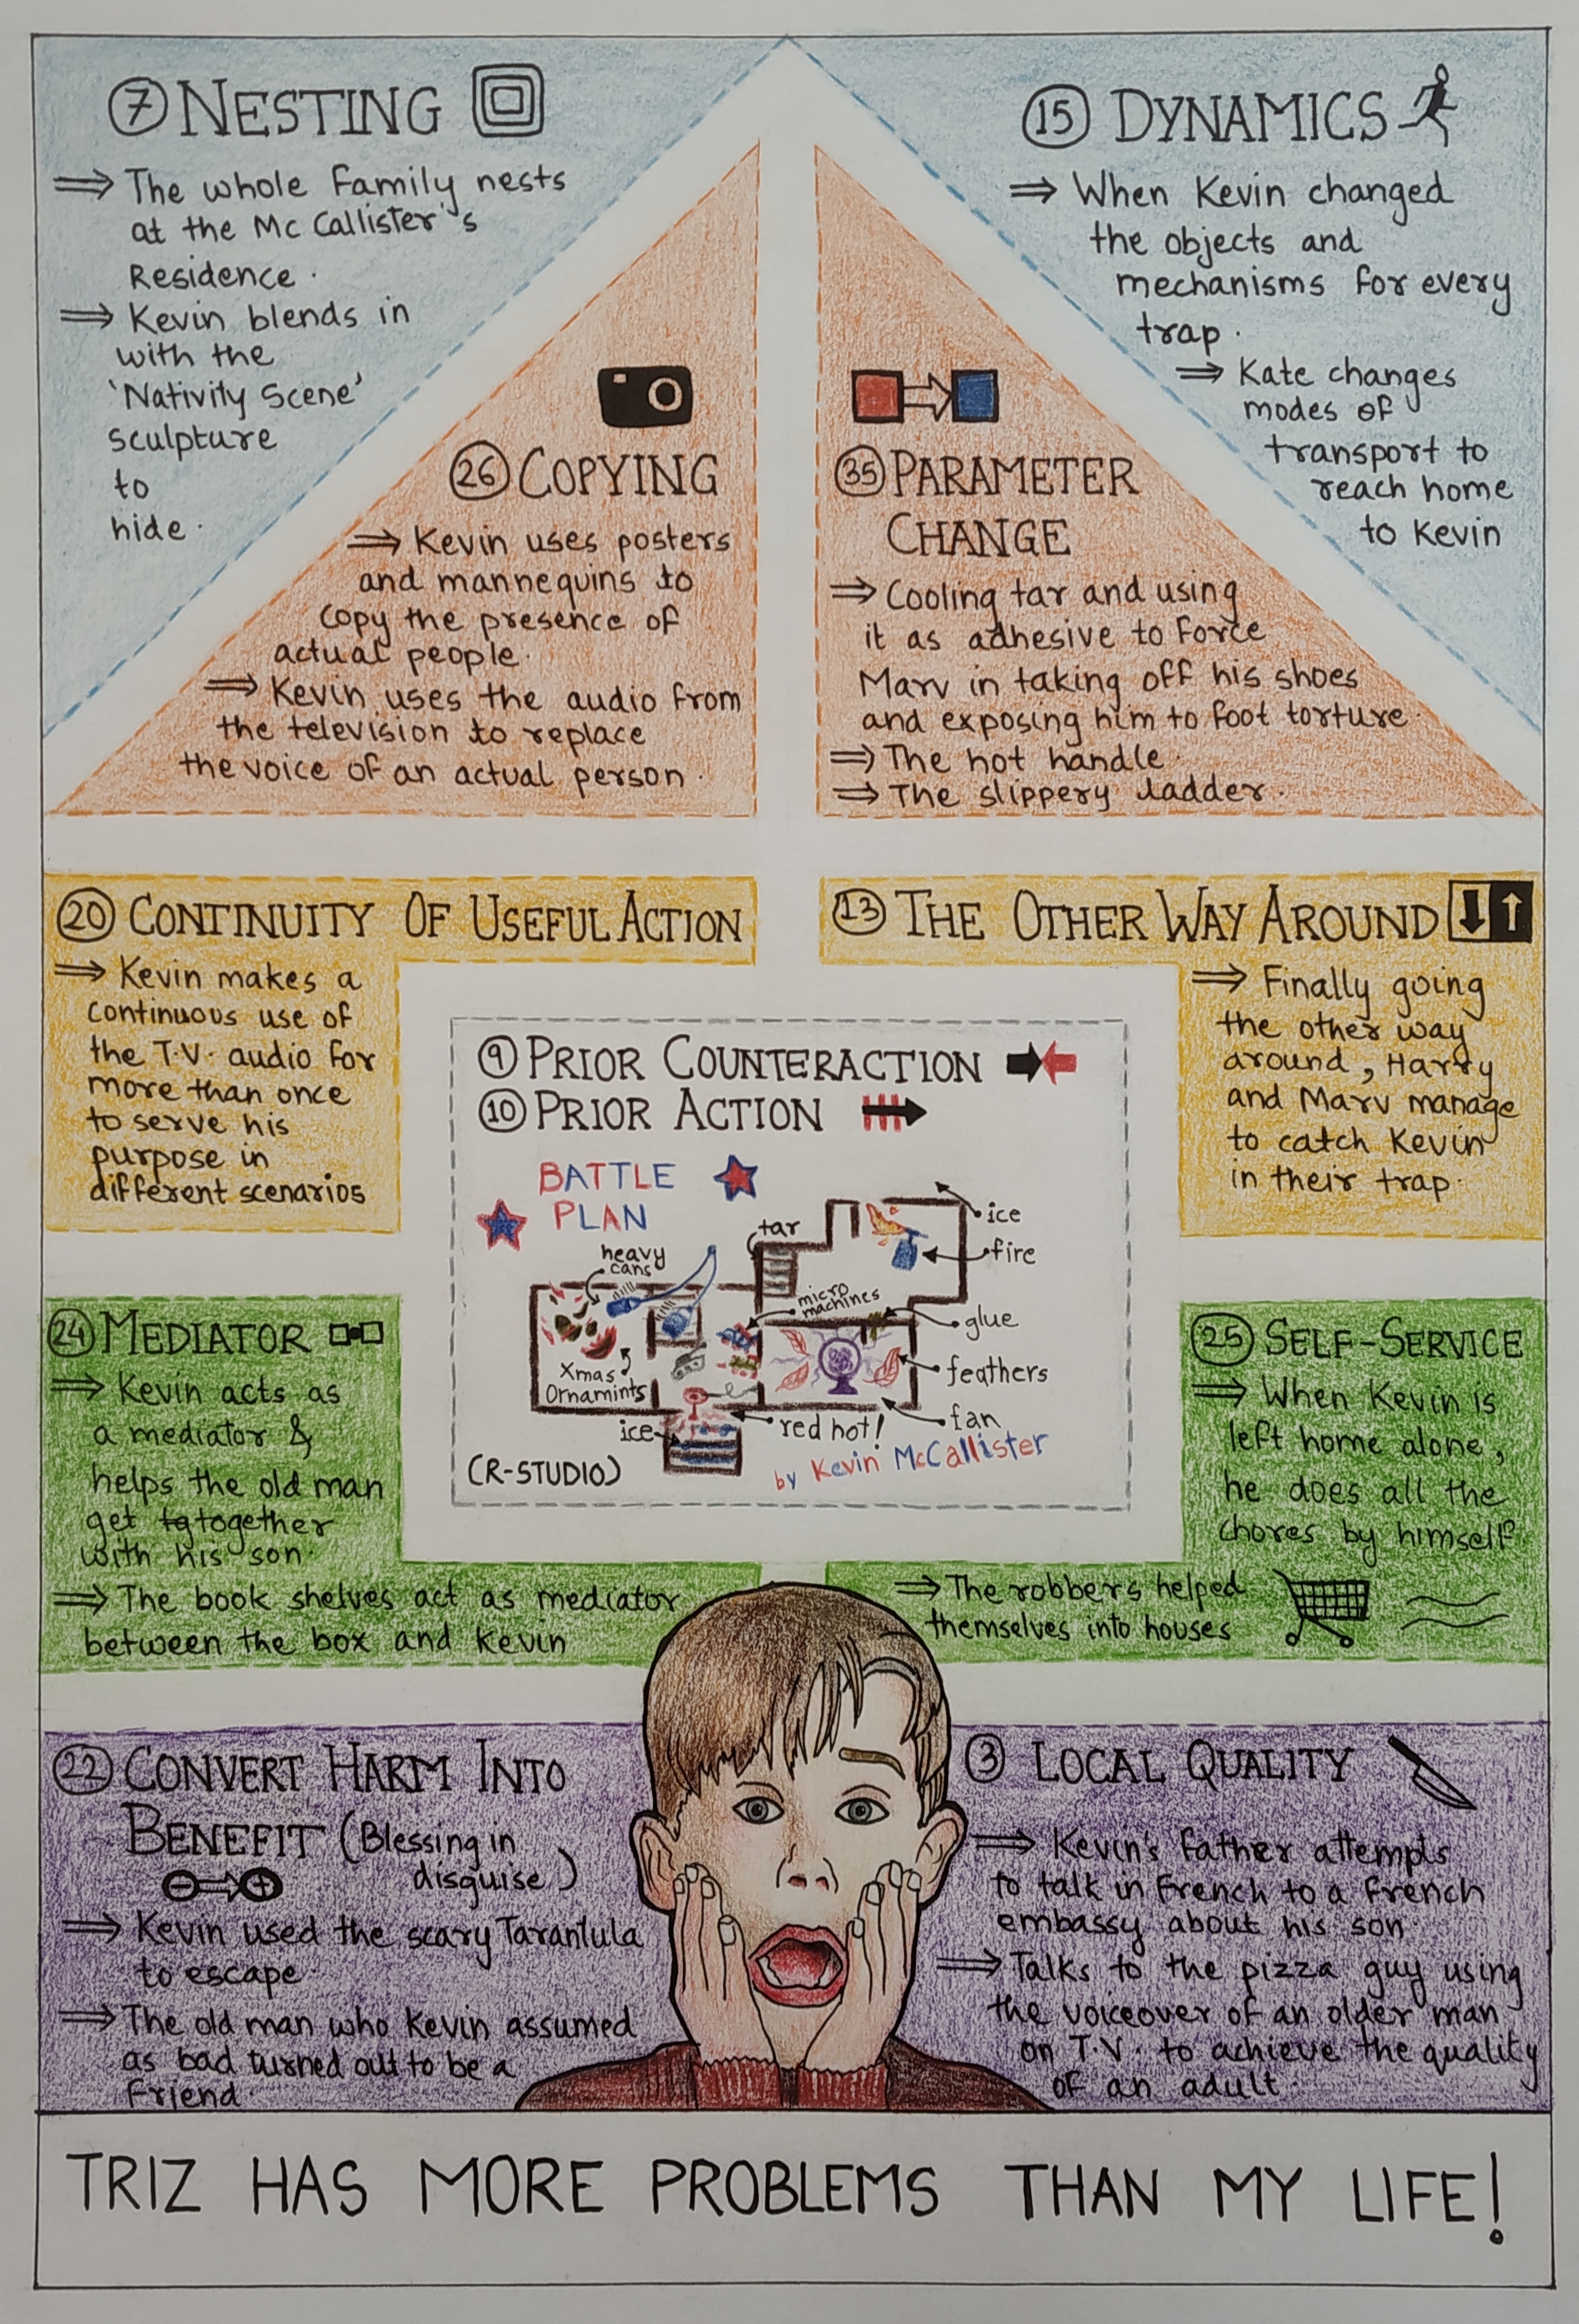 7 NESTING
⇒ The whole family nests
at the Mc Callister's
Residence.
⇒ Kevin blends in
with the
'Nativity Scene'
sculpture
to
hide.
15 DYNAMICS
⇒ When Kevin changed
the objects and
mechanisms for every
trap.
⇒ Kate changes
modes of
transport to
reach home
to Kevin
26 COPYING
⇒ Kevin uses posters
and mannequins to
copy the presence of
actual people.
⇒ Kevin uses the audio from
the television to replace
the voice of an actual person.
35 PARAMETER
CHANGE
⇒ Cooling tar and using
it as adhesive to force
Marv in taking off his shoes
and exposing him to foot torture.
⇒ The hot handle.
⇒ The slippery ladder.
20 CONTINUITY OF USEFUL ACTION
⇒ Kevin makes a
continuous use of
the T.V. audio for
more than once
to serve his
purpose in
different scenarios
13 THE OTHER WAY AROUND
⇒ Finally going
the other way
around, Harry
and Marv manage
to catch Kevin
in their trap.
9 PRIOR COUNTERACTION
10 PRIOR ACTION
BATTLE
PLAN
tar
ice
fire
heavy
cans
micro
machines
glue
feathers
Xmas
Ornamints
ice
red hot!
fan
by Kevin McCallister
(R-STUDIO)
24 MEDIATOR
⇒ Kevin acts as
a mediator &
helps the old man
get tg together
with his son.
⇒ The book shelves act as mediator
between the box and Kevin
25 SELF-SERVICE
⇒ When Kevin is
left home alone,
he does all the
chores by himself.
⇒ The robbers helped
themselves into houses
22 CONVERT HARM INTO
BENEFIT (Blessing in
disguise)
⇒ Kevin used the scary Tarantula
to escape.
⇒ The old man who Kevin assumed
as bad turned out to be a
friend.
3 LOCAL QUALITY
⇒ Kevin's father attempts
to talk in French to a French
embassy about his son.
⇒ Talks to the pizza guy using
the voiceover of an older man
on T.V. to achieve the quality
of an adult.
TRIZ HAS MORE PROBLEMS THAN MY LIFE!